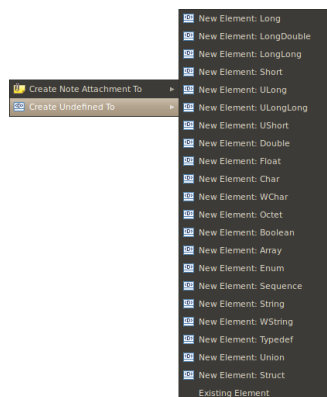 Create Note Attachment To
Create Undefined To
New Element: Long
New Element: LongDouble
New Element: LongLong
New Element: Short
New Element: ULong
New Element: ULongLong
New Element: UShort
New Element: Double
New Element: Float
New Element: Char
New Element: WChar
New Element: Octet
New Element: Boolean
New Element: Array
New Element: Enum
New Element: Sequence
New Element: String
New Element: WString
New Element: Typedef
New Element: Union
New Element: Struct
Existing Element